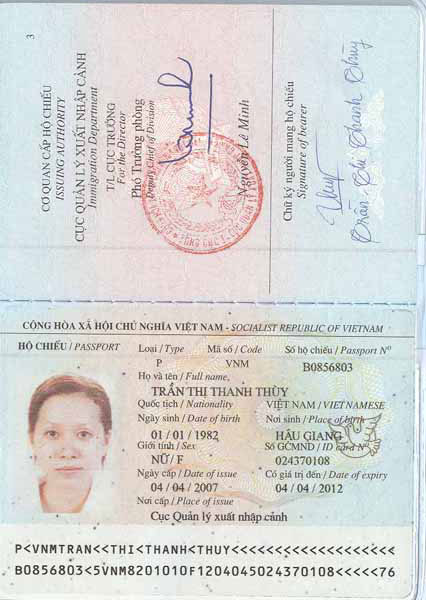 3
CƠ QUAN CẤP HỘ CHIẾU
ISSUING AUTHORITY
CỤC QUẢN LÝ XUẤT NHẬP CẢNH
Immigration Department
T/L CỤC TRƯỞNG
For the Director
Phó Trưởng phòng
Deputy Chief of Division
Nguyễn Lê Minh
Chữ ký người mang hộ chiếu
Signature of bearer
Thuỳ
Trần Thị Thanh Thùy
CỘNG HÒA XÃ HỘI CHỦ NGHĨA VIỆT NAM - SOCIALIST REPUBLIC OF VIETNAM
HỘ CHIẾU / PASSPORT Loại / Type Mã số / Code Số hộ chiếu / Passport Nº
P VNM B0856803
Họ và tên / Full name,
TRẦN THỊ THANH THÙY
Quốc tịch / Nationality VIỆT NAM / VIETNAMESE
Ngày sinh / Date of birth Nơi sinh / Place of birth
01 / 01 / 1982 HẬU GIANG
Giới tính / Sex Số GCMND / ID card Nº
NỮ / F 024370108
Ngày cấp / Date of issue Có giá trị đến / Date of expiry
04 / 04 / 2007 04 / 04 / 2012
Nơi cấp / Place of issue
Cục Quản lý xuất nhập cảnh
P<VNMTRAN<<THI<THANH<THUY<<<<<<<<<<<<<<<<<<<
B0856803<5VNM8201010F1204045024370108<<<<<76